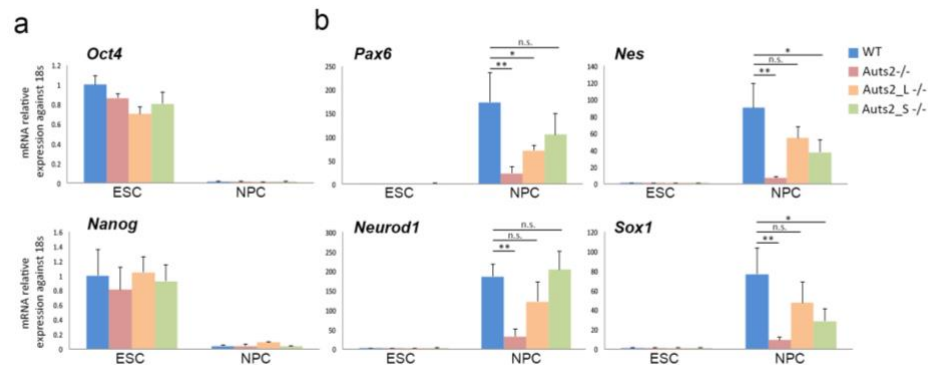 a
b
Oct4
mRNA relative
expression against 18s
1.2
1
0.8
0.6
0.4
0.2
0
ESC
NPC
Pax6
n.s.
*
**
250
200
150
100
50
0
ESC
NPC
Nes
*
n.s.
**
140
120
100
80
60
40
20
0
ESC
NPC
WT
Auts2-/-
Auts2_L -/-
Auts2_S -/-
Nanog
mRNA relative
expression against 18s
1.6
1.4
1.2
1
0.8
0.6
0.4
0.2
0
ESC
NPC
Neurod1
n.s.
n.s.
**
300
250
200
150
100
50
0
ESC
NPC
Sox1
*
n.s.
**
120
100
80
60
40
20
0
ESC
NPC